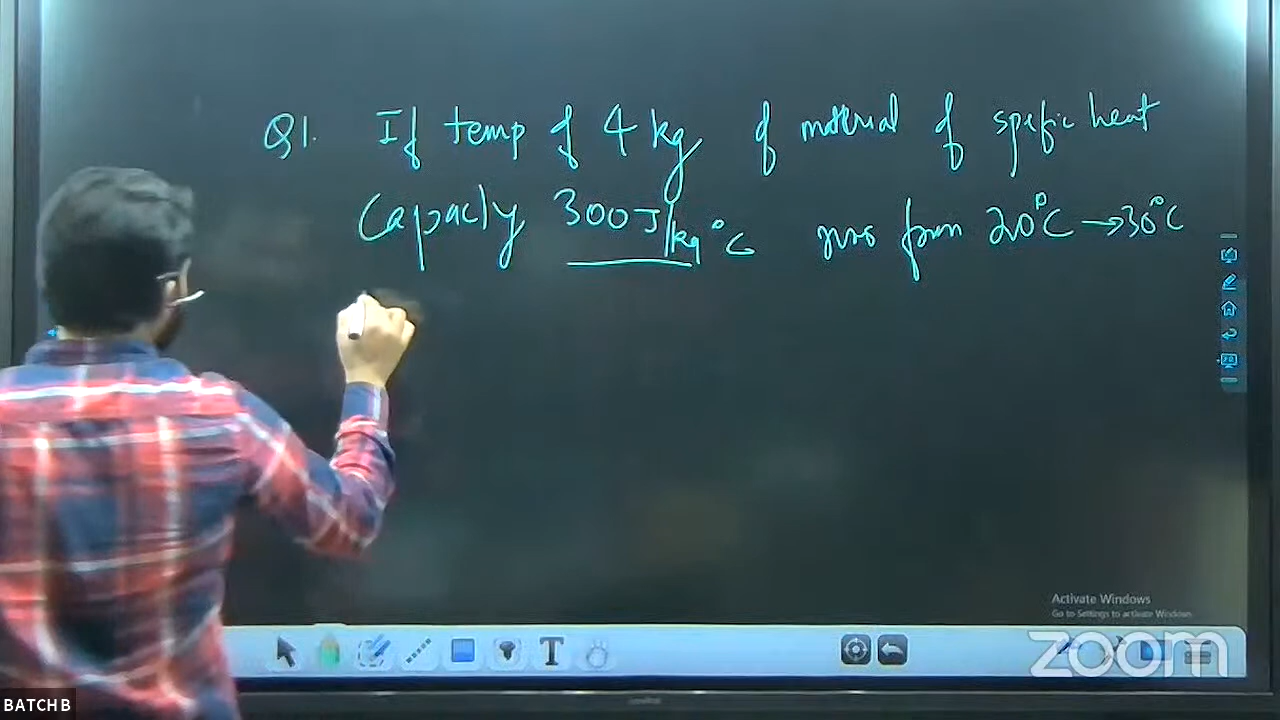 Q1. If temp of 4 kg of material of specific heat
Capacity 300 J/kg°C rises from 20°C → 30°C
Activate Windows
Go to Settings to activate Windows.
zoom
T
BATCH B